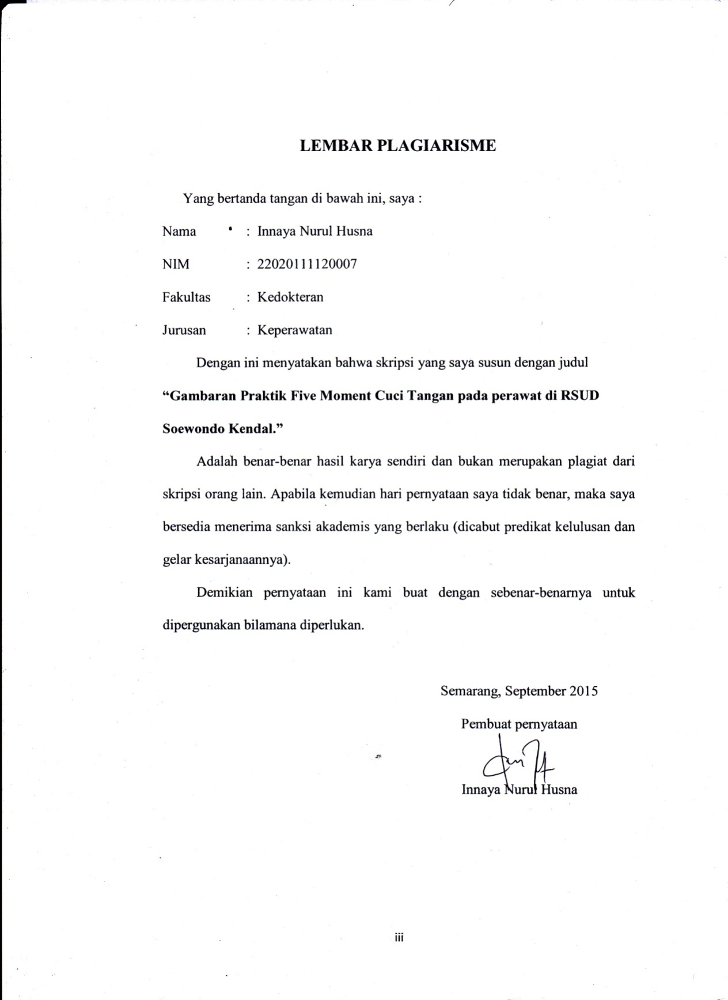 LEMBAR PLAGIARISME
Yang bertanda tangan di bawah ini, saya :
Nama : Innaya Nurul Husna
NIM : 22020111120007
Fakultas : Kedokteran
Jurusan : Keperawatan
Dengan ini menyatakan bahwa skripsi yang saya susun dengan judul
“Gambaran Praktik Five Moment Cuci Tangan pada perawat di RSUD
Soewondo Kendal.”
Adalah benar-benar hasil karya sendiri dan bukan merupakan plagiat dari
skripsi orang lain. Apabila kemudian hari pernyataan saya tidak benar, maka saya
bersedia menerima sanksi akademis yang berlaku (dicabut predikat kelulusan dan
gelar kesarjanaannya).
Demikian pernyataan ini kami buat dengan sebenar-benarnya untuk
dipergunakan bilamana diperlukan.
Semarang, September 2015
Pembuat pernyataan
Innaya Nurul Husna
iii